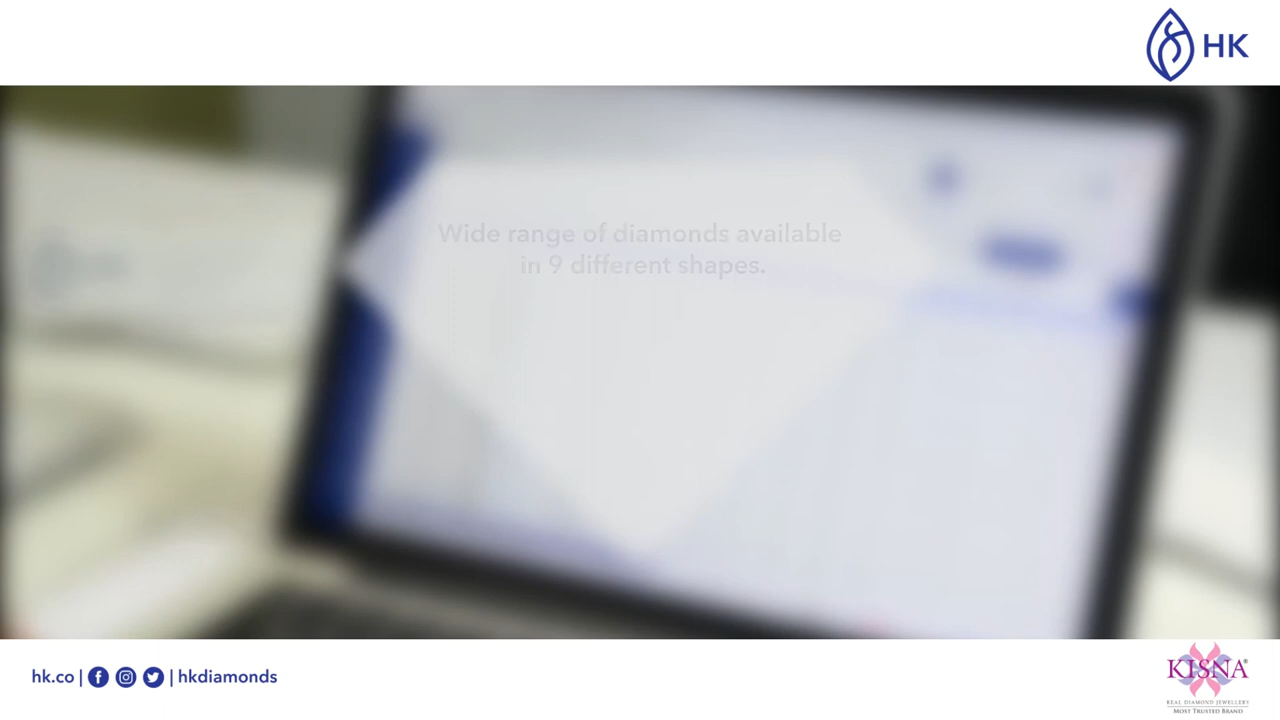 HK
Wide range of diamonds available
in 9 different shapes.
hk.co | | hkdiamonds
KISNA®
REAL DIAMOND JEWELLERY
MOST TRUSTED BRAND